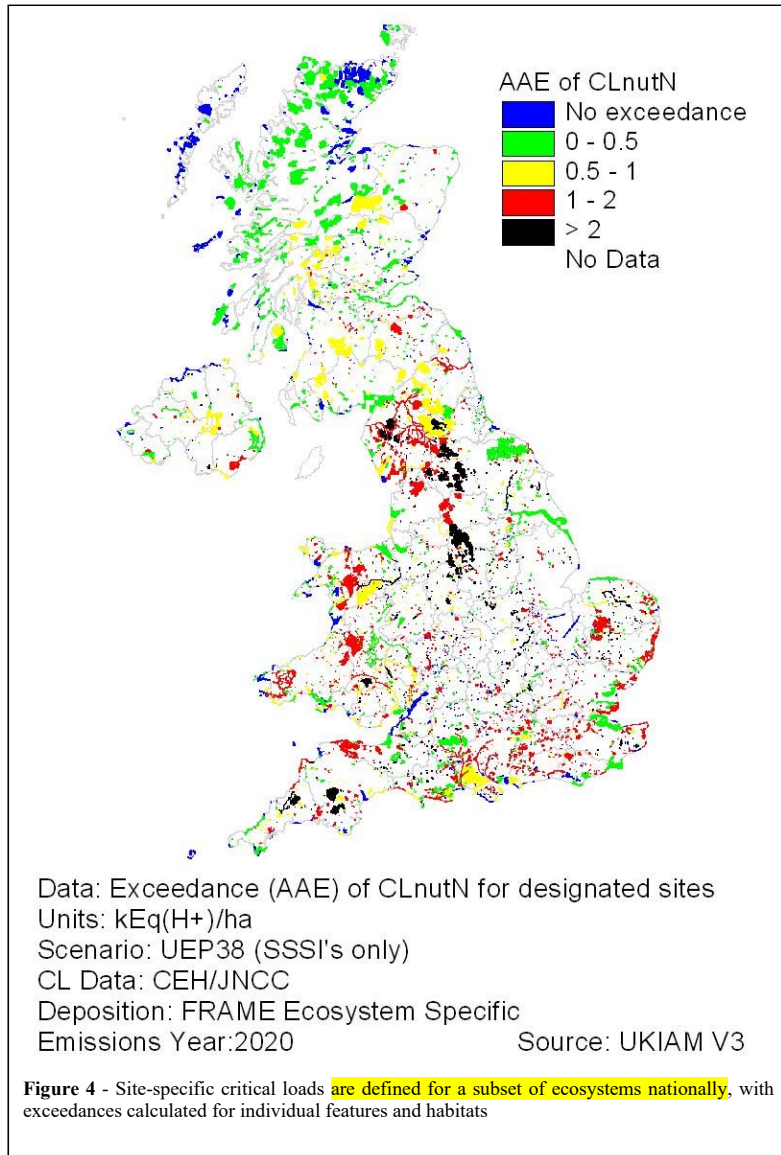 AAE of CLnutN
No exceedance
0 - 0.5
0.5 - 1
1 - 2
> 2
No Data
Data: Exceedance (AAE) of CLnutN for designated sites
Units: kEq(H+)/ha
Scenario: UEP38 (SSSI's only)
CL Data: CEH/JNCC
Deposition: FRAME Ecosystem Specific
Emissions Year:2020 Source: UKIAM V3
Figure 4 - Site-specific critical loads are defined for a subset of ecosystems nationally, with
exceedances calculated for individual features and habitats